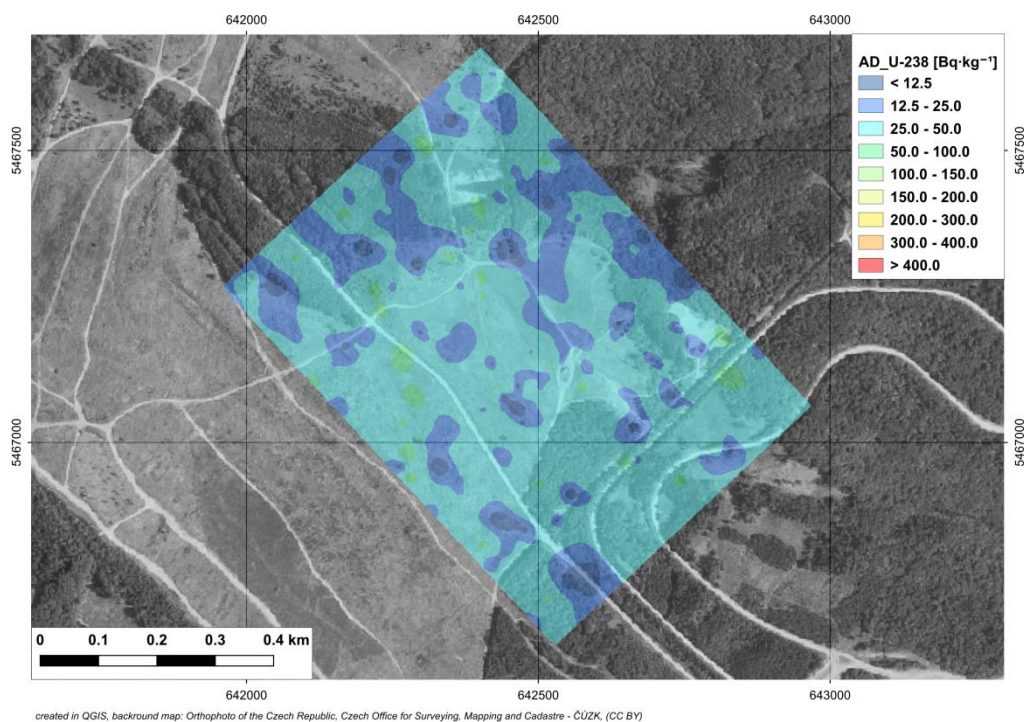 642000 642500 643000
AD_U-238 [Bq·kg⁻¹]
< 12.5
12.5 - 25.0
25.0 - 50.0
50.0 - 100.0
100.0 - 150.0
150.0 - 200.0
200.0 - 300.0
300.0 - 400.0
> 400.0
5467500 5467500
5467000 5467000
0 0.1 0.2 0.3 0.4 km
642000 642500 643000
created in QGIS, backround map: Orthophoto of the Czech Republic, Czech Office for Surveying, Mapping and Cadastre - ČÚZK, (CC BY)